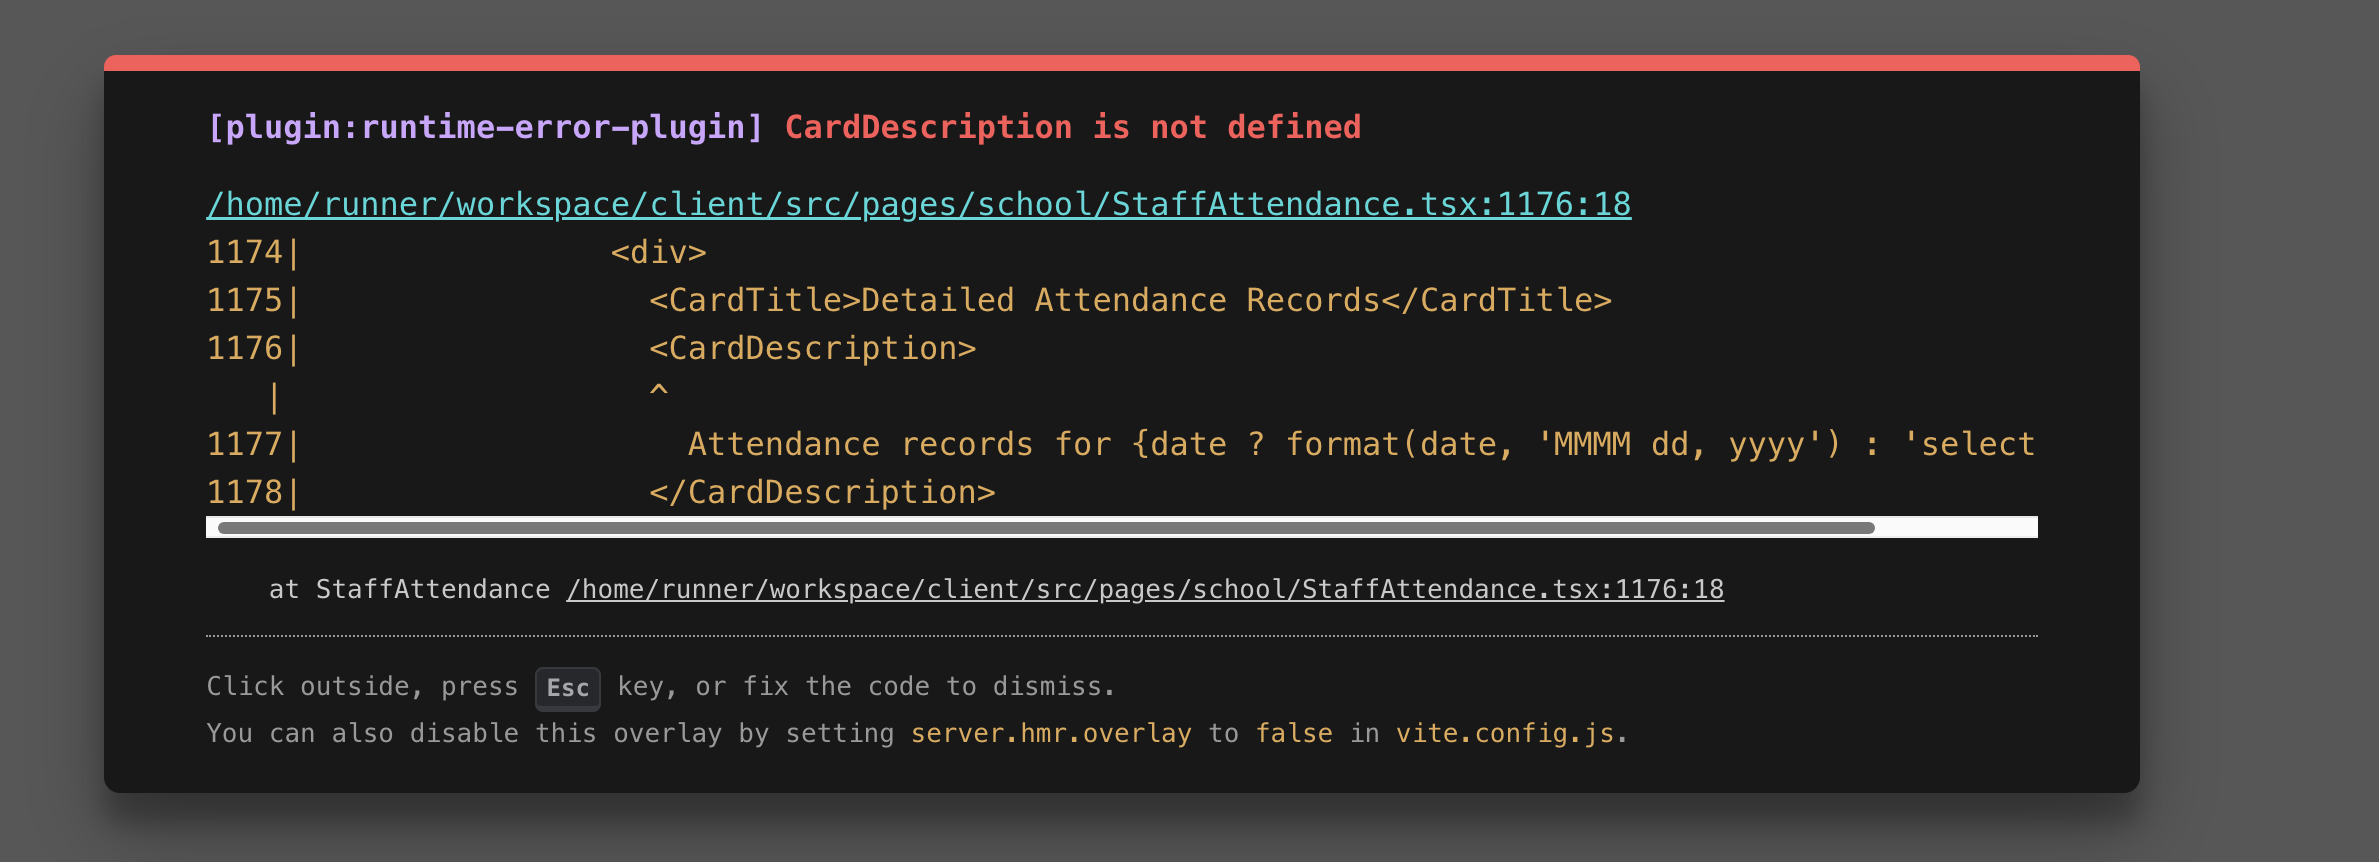 [plugin:runtime-error-plugin] CardDescription is not defined
/home/runner/workspace/client/src/pages/school/StaffAttendance.tsx:1176:18
1174|                <div>
1175|                  <CardTitle>Detailed Attendance Records</CardTitle>
1176|                  <CardDescription>
   |                   ^
1177|                    Attendance records for {date ? format(date, 'MMMM dd, yyyy') : 'select
1178|                  </CardDescription>
at StaffAttendance /home/runner/workspace/client/src/pages/school/StaffAttendance.tsx:1176:18
Click outside, press Esc key, or fix the code to dismiss.
You can also disable this overlay by setting server.hmr.overlay to false in vite.config.js.